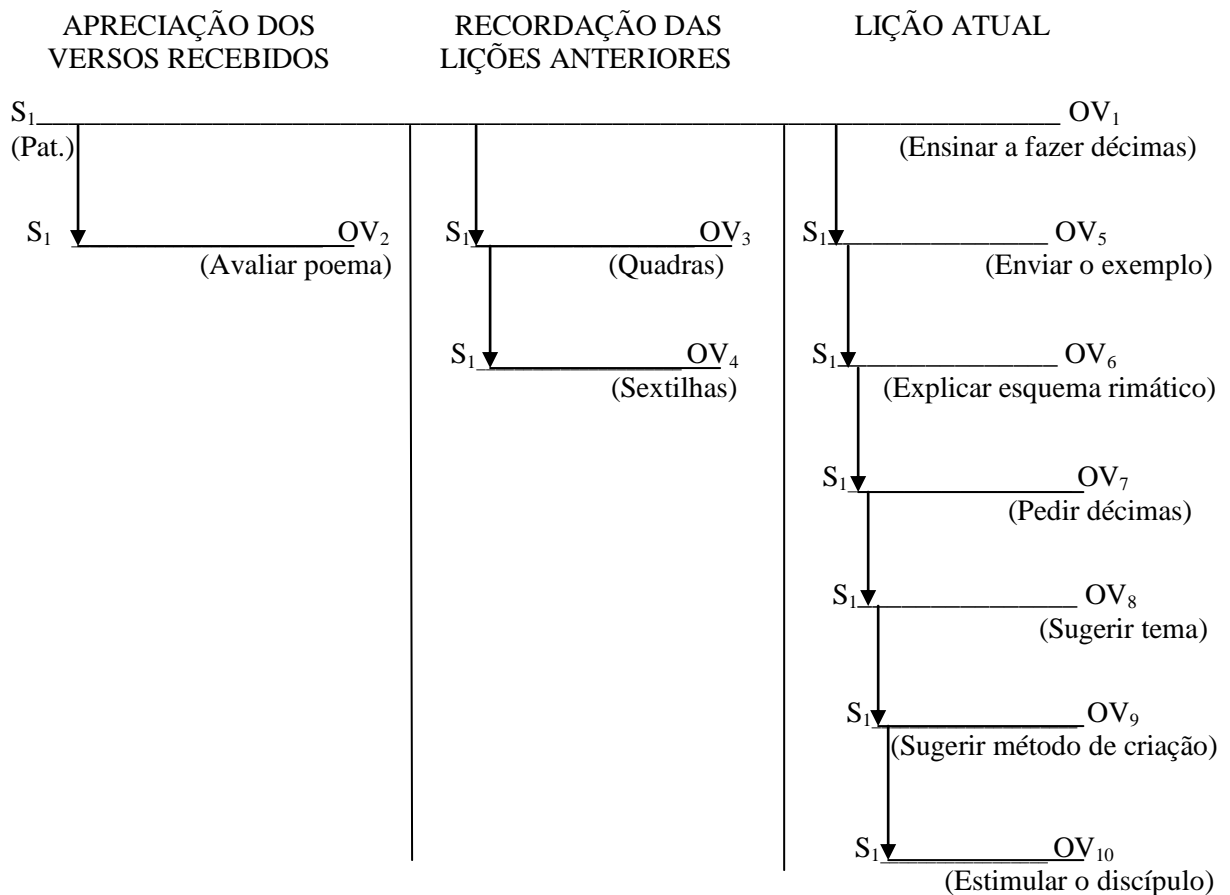 APRECIAÇÃO DOS RECORDAÇÃO DAS LIÇÃO ATUAL
VERSOS RECEBIDOS LIÇÕES ANTERIORES
S1 OV1
(Pat.) (Ensinar a fazer décimas)
S1 OV2 S1 OV3 S1 OV5
(Avaliar poema) (Quadras) (Enviar o exemplo)
S1 OV4 S1 OV6
(Sextilhas) (Explicar esquema rimático)
S1 OV7
(Pedir décimas)
S1 OV8
(Sugerir tema)
S1 OV9
(Sugerir método de criação)
S1 OV10
(Estimular o discípulo)